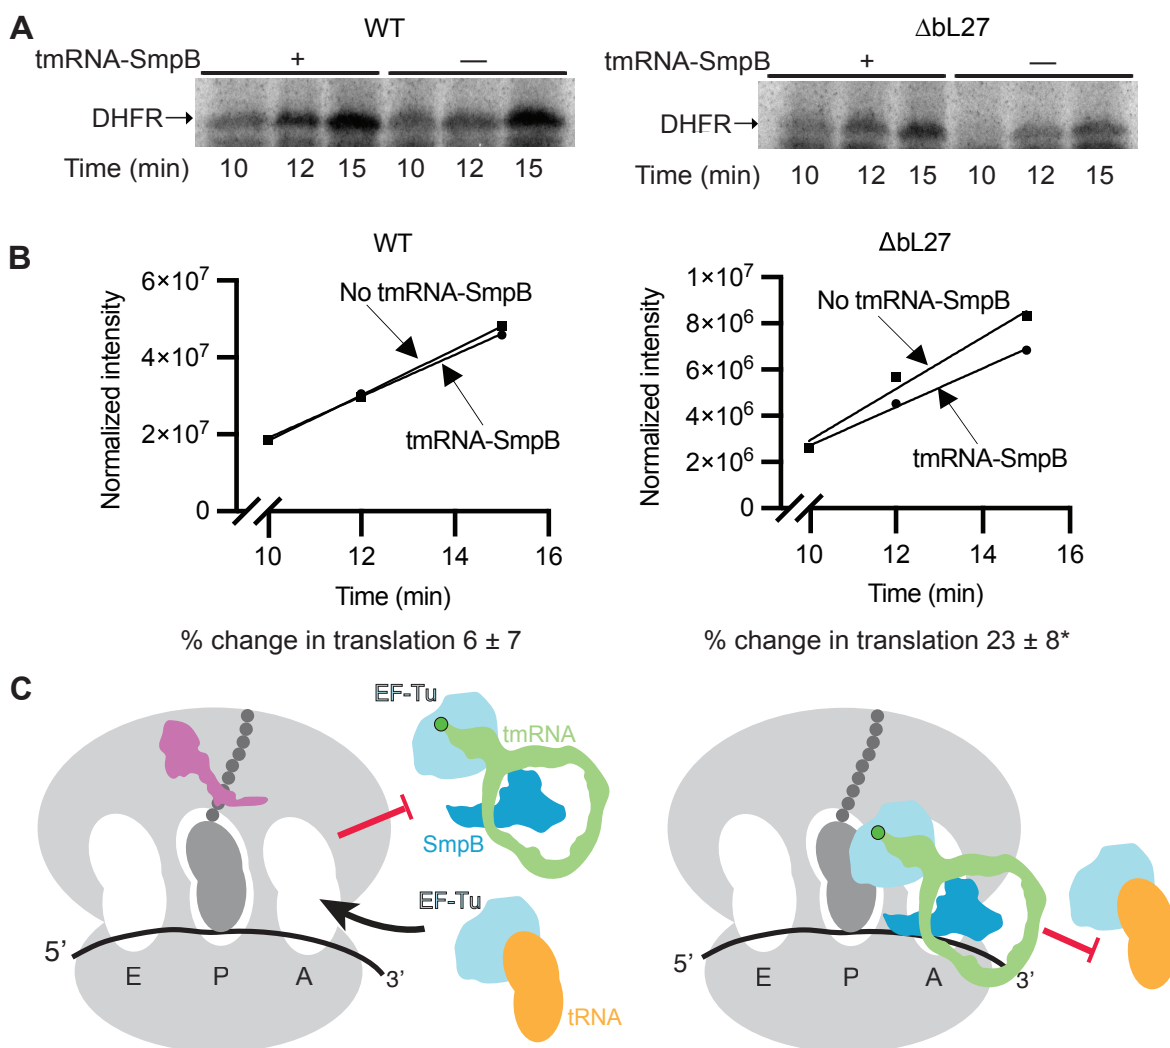 A
WT
ΔbL27
tmRNA-SmpB
+
—
tmRNA-SmpB
+
—
DHFR
DHFR
Time (min) 10 12 15 10 12 15
Time (min) 10 12 15 10 12 15
B
WT
ΔbL27
Normalized intensity
6×10⁷
4×10⁷
2×10⁷
0
No tmRNA-SmpB
tmRNA-SmpB
10 12 14 16
Time (min)
% change in translation 6 ± 7
Normalized intensity
1×10⁷
8×10⁶
6×10⁶
4×10⁶
2×10⁶
0
No tmRNA-SmpB
tmRNA-SmpB
10 12 14 16
Time (min)
% change in translation 23 ± 8*
C
EF-Tu
tmRNA
SmpB
EF-Tu
tRNA
5’
E P A
3’
5’
E P A
3’